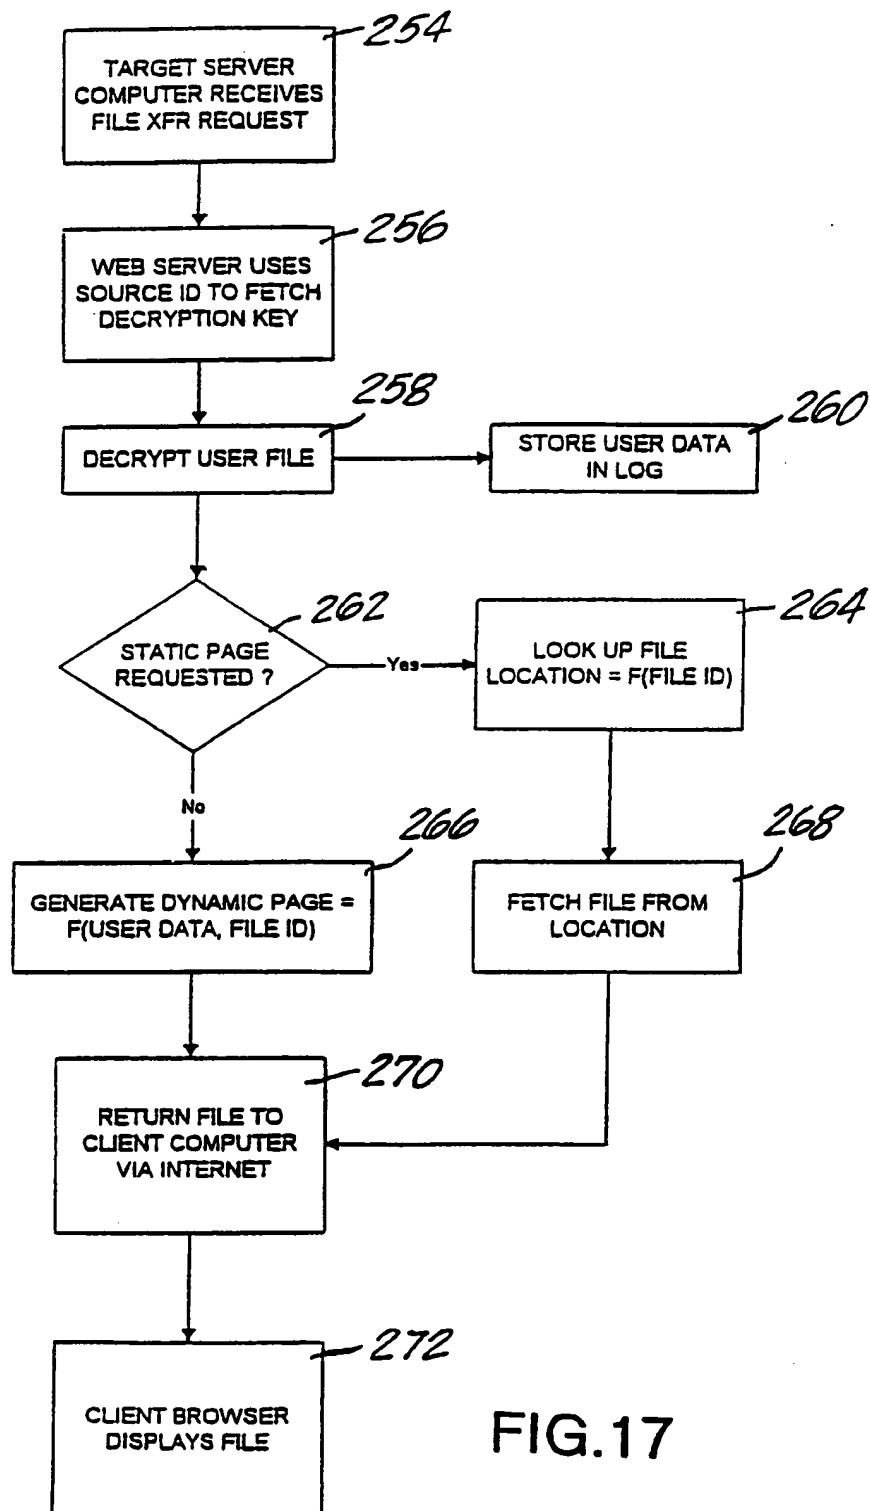 254
TARGET SERVER
COMPUTER RECEIVES
FILE XFR REQUEST
256
WEB SERVER USES
SOURCE ID TO FETCH
DECRYPTION KEY
258
DECRYPT USER FILE
260
STORE USER DATA
IN LOG
262
STATIC PAGE
REQUESTED ?
Yes
264
LOOK UP FILE
LOCATION = F(FILE ID)
No
266
GENERATE DYNAMIC PAGE =
F(USER DATA, FILE ID)
268
FETCH FILE FROM
LOCATION
270
RETURN FILE TO
CLIENT COMPUTER
VIA INTERNET
272
CLIENT BROWSER
DISPLAYS FILE
FIG.17